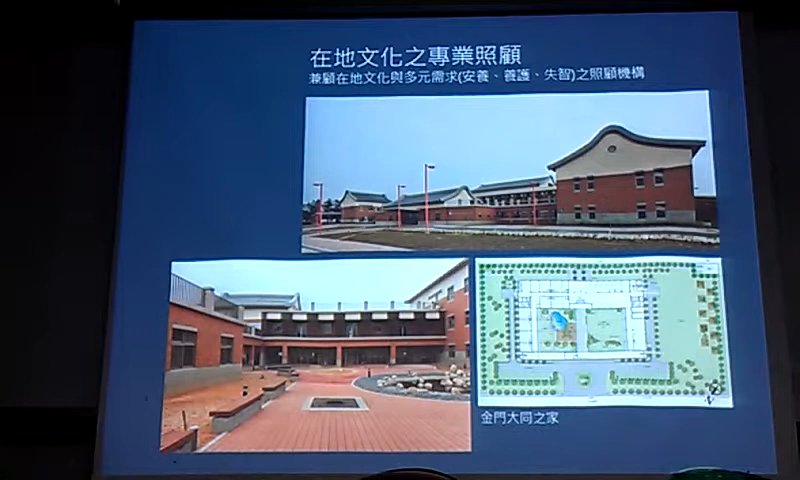 在地文化之專業照顧
兼顧在地文化與多元需求(安養、養護、失智)之照顧機構
金門大同之家